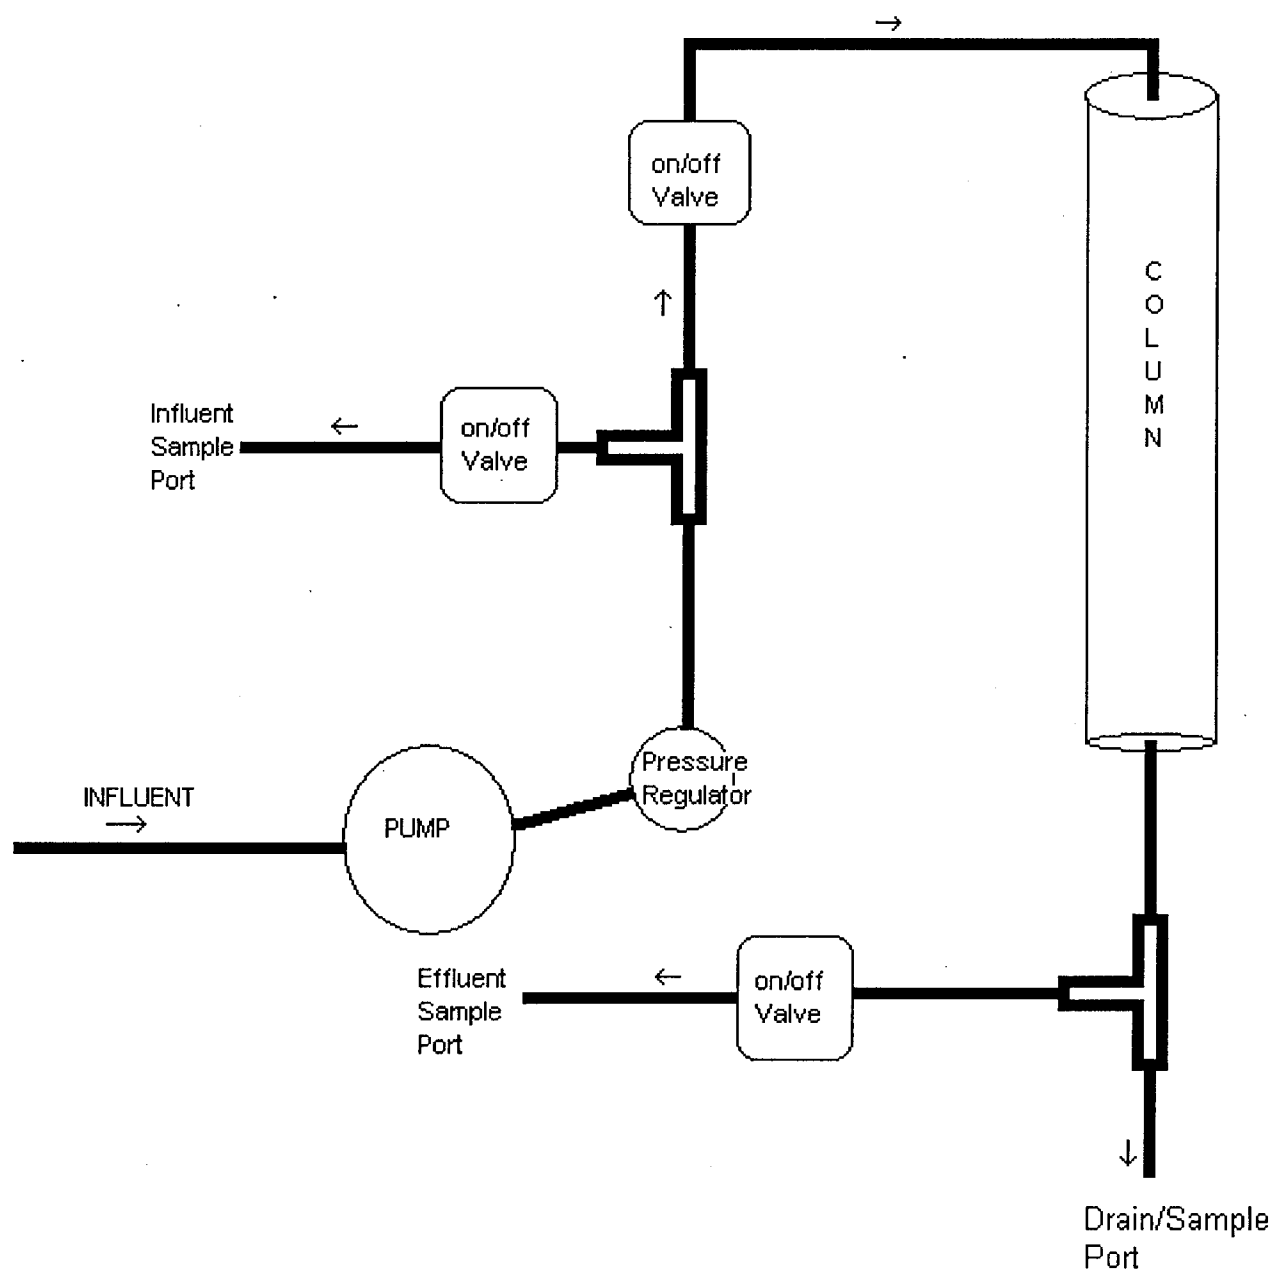 on/off
Valve
C
O
L
U
M
N
Influent
Sample
Port
on/off
Valve
Pressure
Regulator
INFLUENT
PUMP
Effluent
Sample
Port
on/off
Valve
Drain/Sample
Port